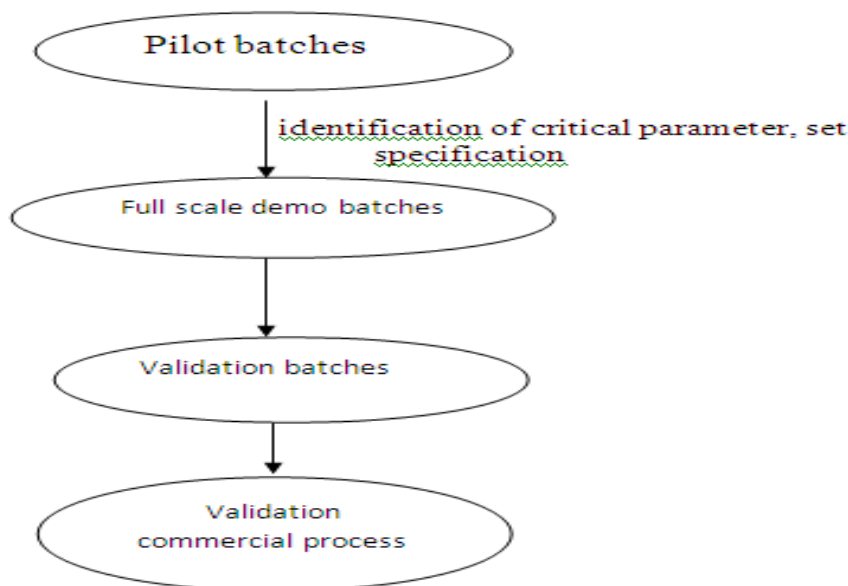 Pilot batches
identification of critical parameter, set
specification
Full scale demo batches
Validation batches
Validation
commercial process